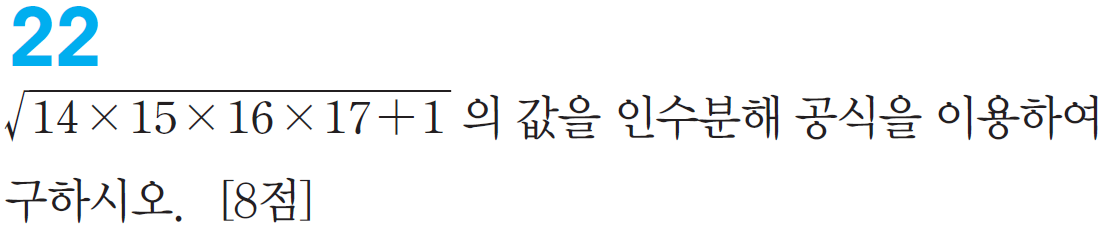 22
√14×15×16×17+1 의 값을 인수분해 공식을 이용하여
구하시오. [8점]